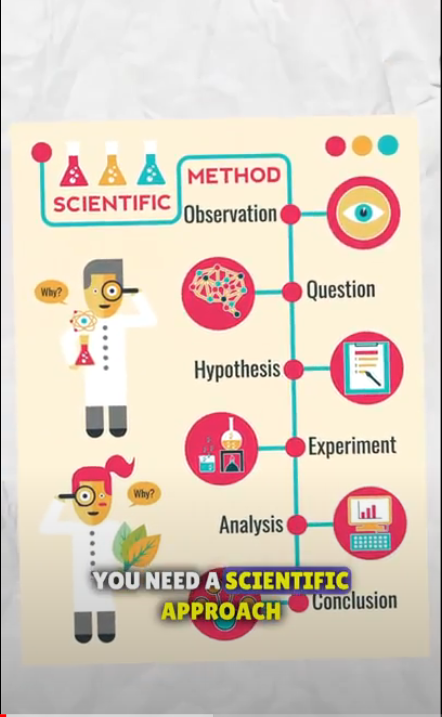 SCIENTIFIC
METHOD
Observation
Why?
Question
Hypothesis
Experiment
Why?
Analysis
YOU NEED A SCIENTIFIC
APPROACH
Conclusion